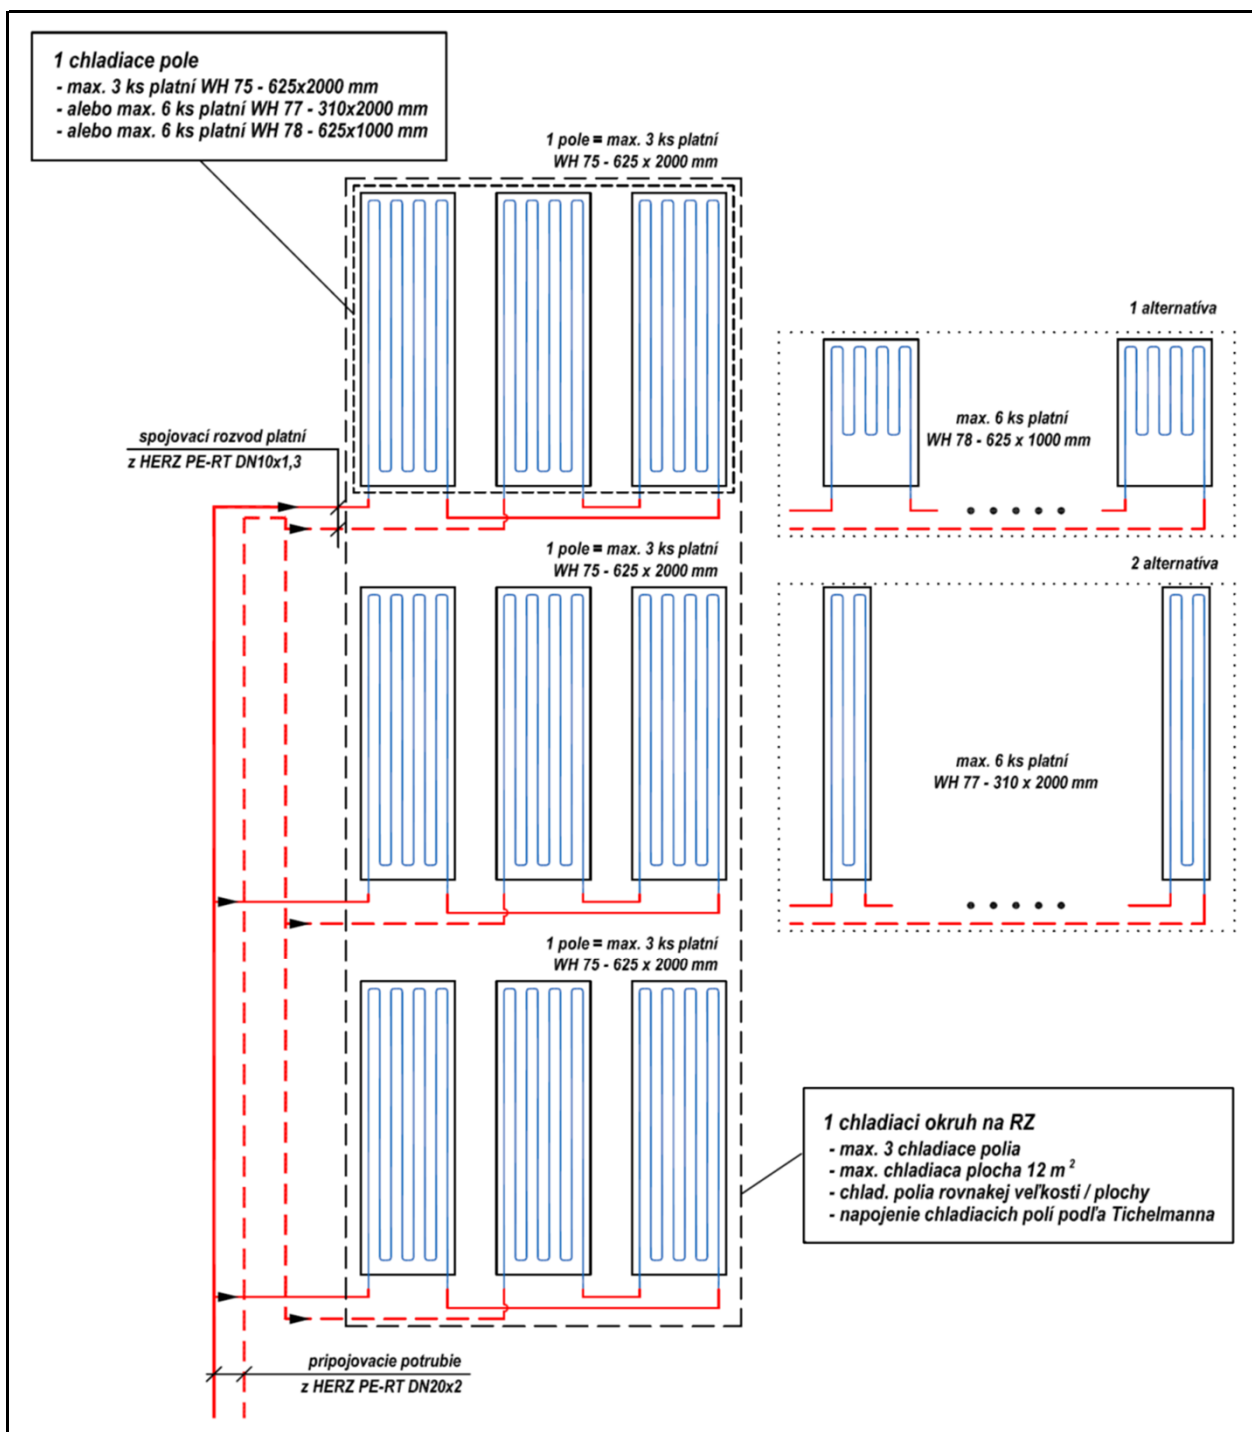 1 chladiace pole
- max. 3 ks platní WH 75 - 625x2000 mm
- alebo max. 6 ks platní WH 77 - 310x2000 mm
- alebo max. 6 ks platní WH 78 - 625x1000 mm
1 pole = max. 3 ks platní
WH 75 - 625 x 2000 mm
1 alternatíva
max. 6 ks platní
WH 78 - 625 x 1000 mm
spojovací rozvod platní
z HERZ PE-RT DN10x1,3
1 pole = max. 3 ks platní
WH 75 - 625 x 2000 mm
2 alternatíva
max. 6 ks platní
WH 77 - 310 x 2000 mm
1 pole = max. 3 ks platní
WH 75 - 625 x 2000 mm
1 chladiaci okruh na RZ
- max. 3 chladiace polia
- max. chladiaca plocha 12 m²
- chlad. polia rovnakej veľkosti / plochy
- napojenie chladiacich polí podľa Tichelmanna
pripojovacie potrubie
z HERZ PE-RT DN20x2